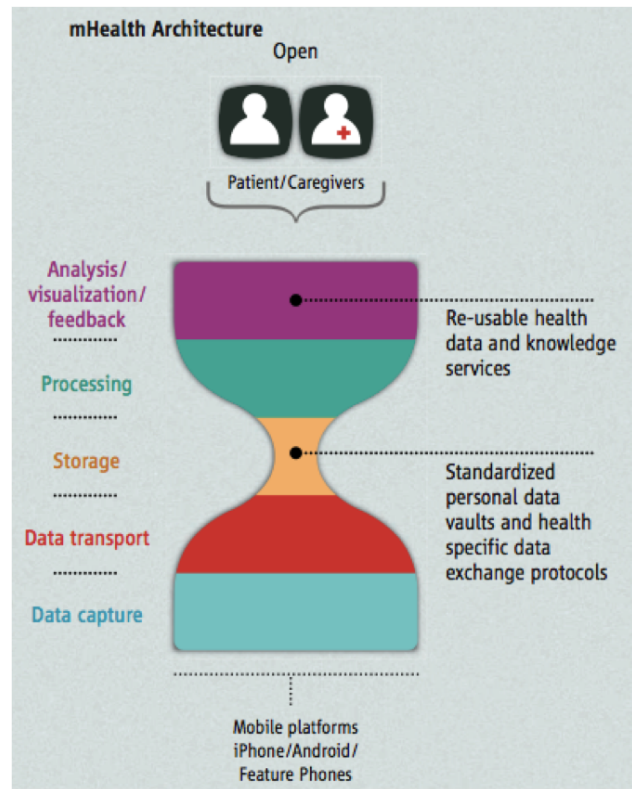 mHealth Architecture
Open
Patient/Caregivers
Analysis/
visualization/
feedback
Re-usable health
data and knowledge
services
Processing
Storage
Standardized
personal data
vaults and health
specific data
exchange protocols
Data transport
Data capture
Mobile platforms
iPhone/Android/
Feature Phones